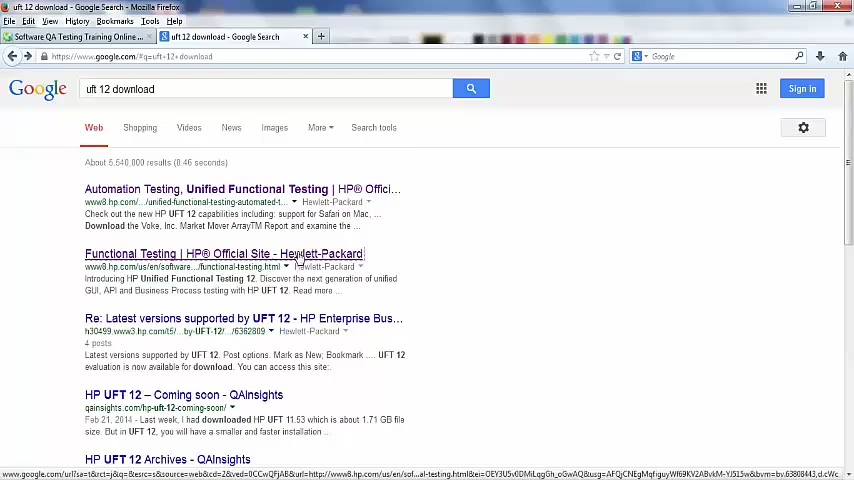 uft 12 download - Google Search - Mozilla Firefox
File Edit View History Bookmarks Tools Help
Software QA Testing Training Online ... × uft 12 download - Google Search × +
https://www.google.com/#q=uft+12+download
Google
Google uft 12 download Sign in
Web Shopping Videos News Images More Search tools
About 5,540,000 results (0.46 seconds)
Automation Testing, Unified Functional Testing | HP® Offici...
www8.hp.com/.../unified-functional-testing-automated-t... Hewlett-Packard
Check out the new HP UFT 12 capabilities including: support for Safari on Mac, ...
Download the Voke, Inc. Market Mover ArrayTM Report and examine the ...
Functional Testing | HP® Official Site - Hewlett-Packard
www8.hp.com/us/en/software.../functional-testing.html Hewlett-Packard
Introducing HP Unified Functional Testing 12. Discover the next generation of unified
GUI, API and Business Process testing with HP UFT 12. Read more ...
Re: Latest versions supported by UFT 12 - HP Enterprise Bus...
h30499.www3.hp.com/t5/...by-UFT-12/.../6362809 Hewlett-Packard
4 posts
Latest versions supported by UFT 12. Post options. Mark as New; Bookmark .... UFT 12
evaluation is now available for download. You can access this site:.
HP UFT 12 – Coming soon - QAInsights
qainsights.com/hp-uft-12-coming-soon/
Feb 21, 2014 - Last week, I had downloaded HP UFT 11.53 which is about 1.71 GB of file
size. But in UFT 12, you will have a smaller and faster installation ...
HP UFT 12 Archives - QAInsights